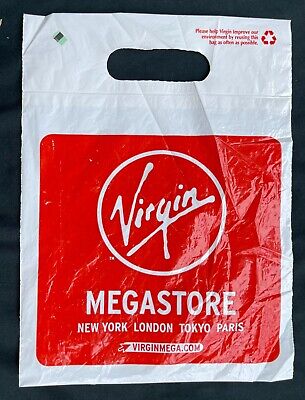 Please help Virgin improve our
environment by reusing this
bag as often as possible.
Virgin
MEGASTORE
NEW YORK LONDON TOKYO PARIS
VIRGINMEGA.COM